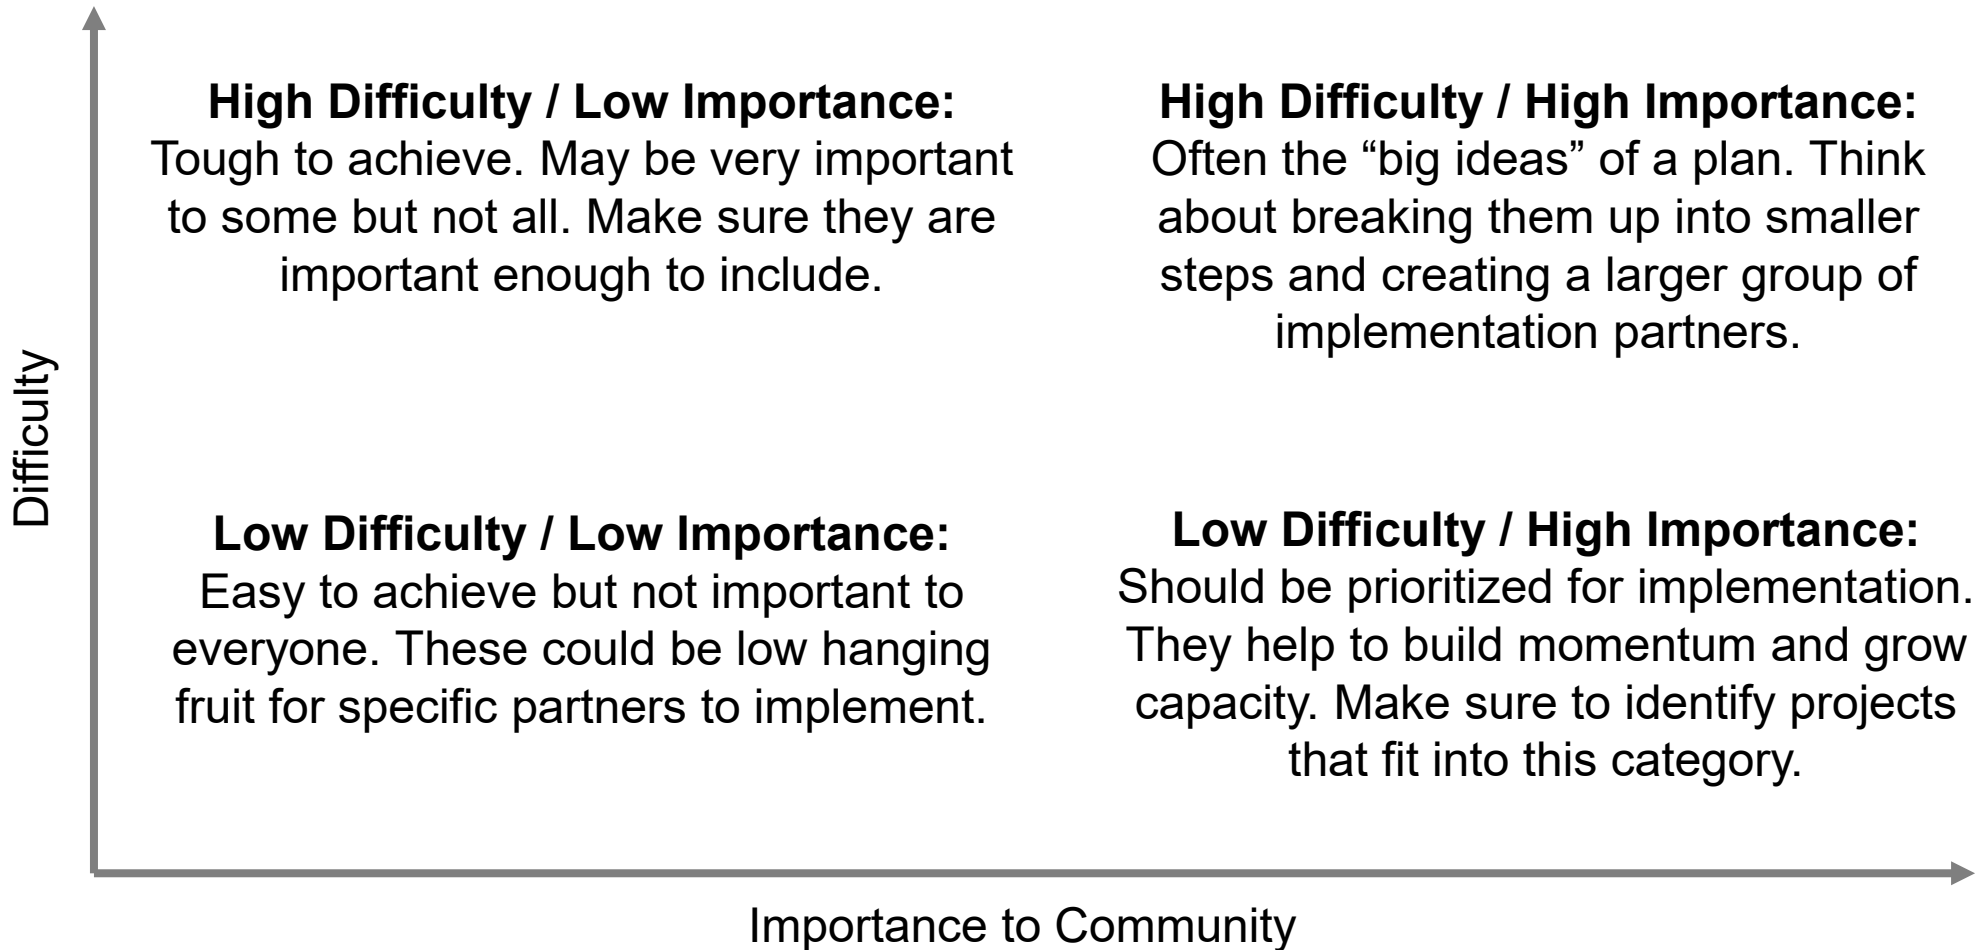 High Difficulty / Low Importance:
Tough to achieve. May be very important
to some but not all. Make sure they are
important enough to include.
High Difficulty / High Importance:
Often the “big ideas” of a plan. Think
about breaking them up into smaller
steps and creating a larger group of
implementation partners.
Difficulty
Low Difficulty / Low Importance:
Easy to achieve but not important to
everyone. These could be low hanging
fruit for specific partners to implement.
Low Difficulty / High Importance:
Should be prioritized for implementation.
They help to build momentum and grow
capacity. Make sure to identify projects
that fit into this category.
Importance to Community